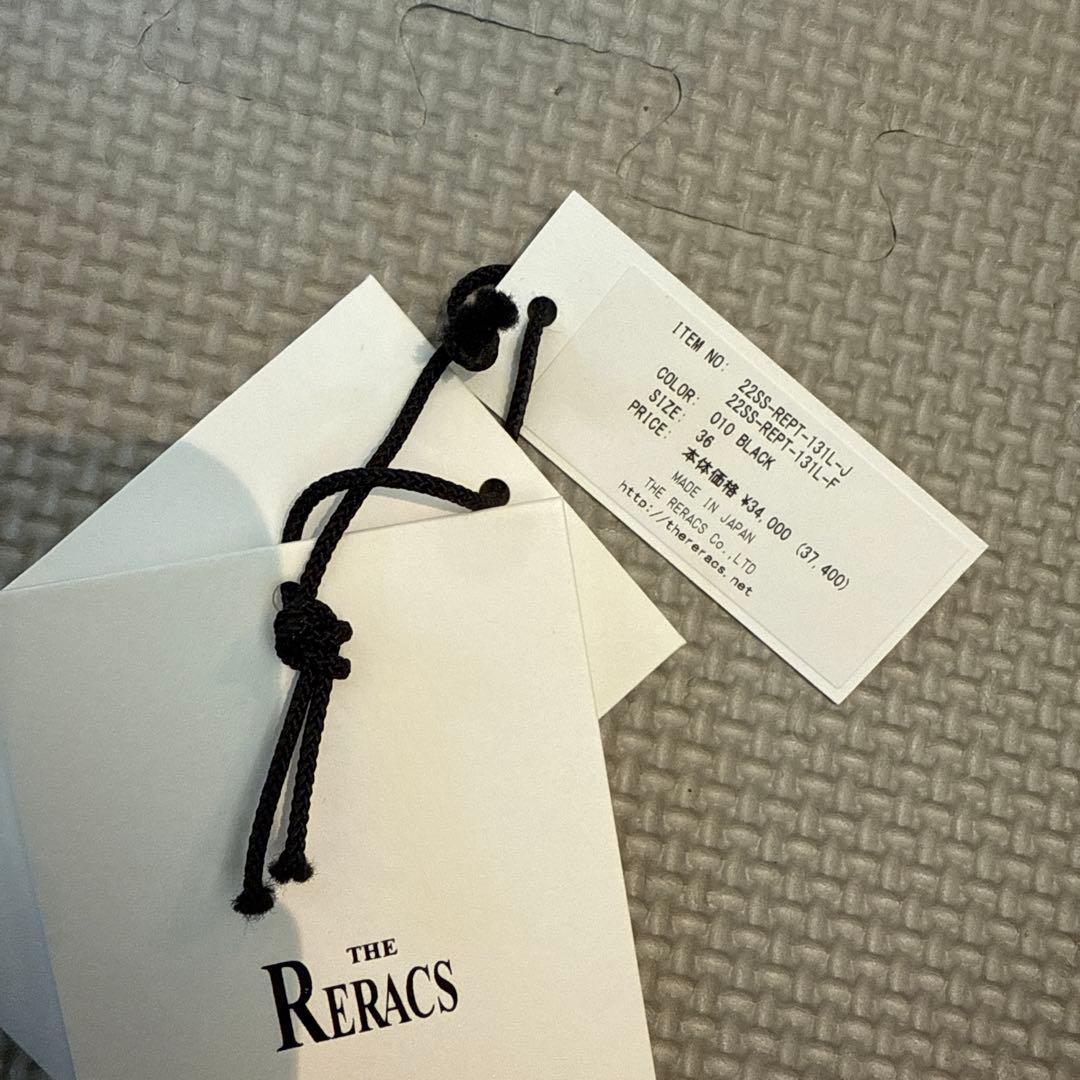 ITEM NO: 22SS-REPT-131L-J
22SS-REPT-131L-F
COLOR: 010 BLACK
SIZE: 36
PRICE: 本体価格 ¥34,000 (37,400)
MADE IN JAPAN
THE RERACS Co.,LTD
http://thereracs.net
THE
RERACS